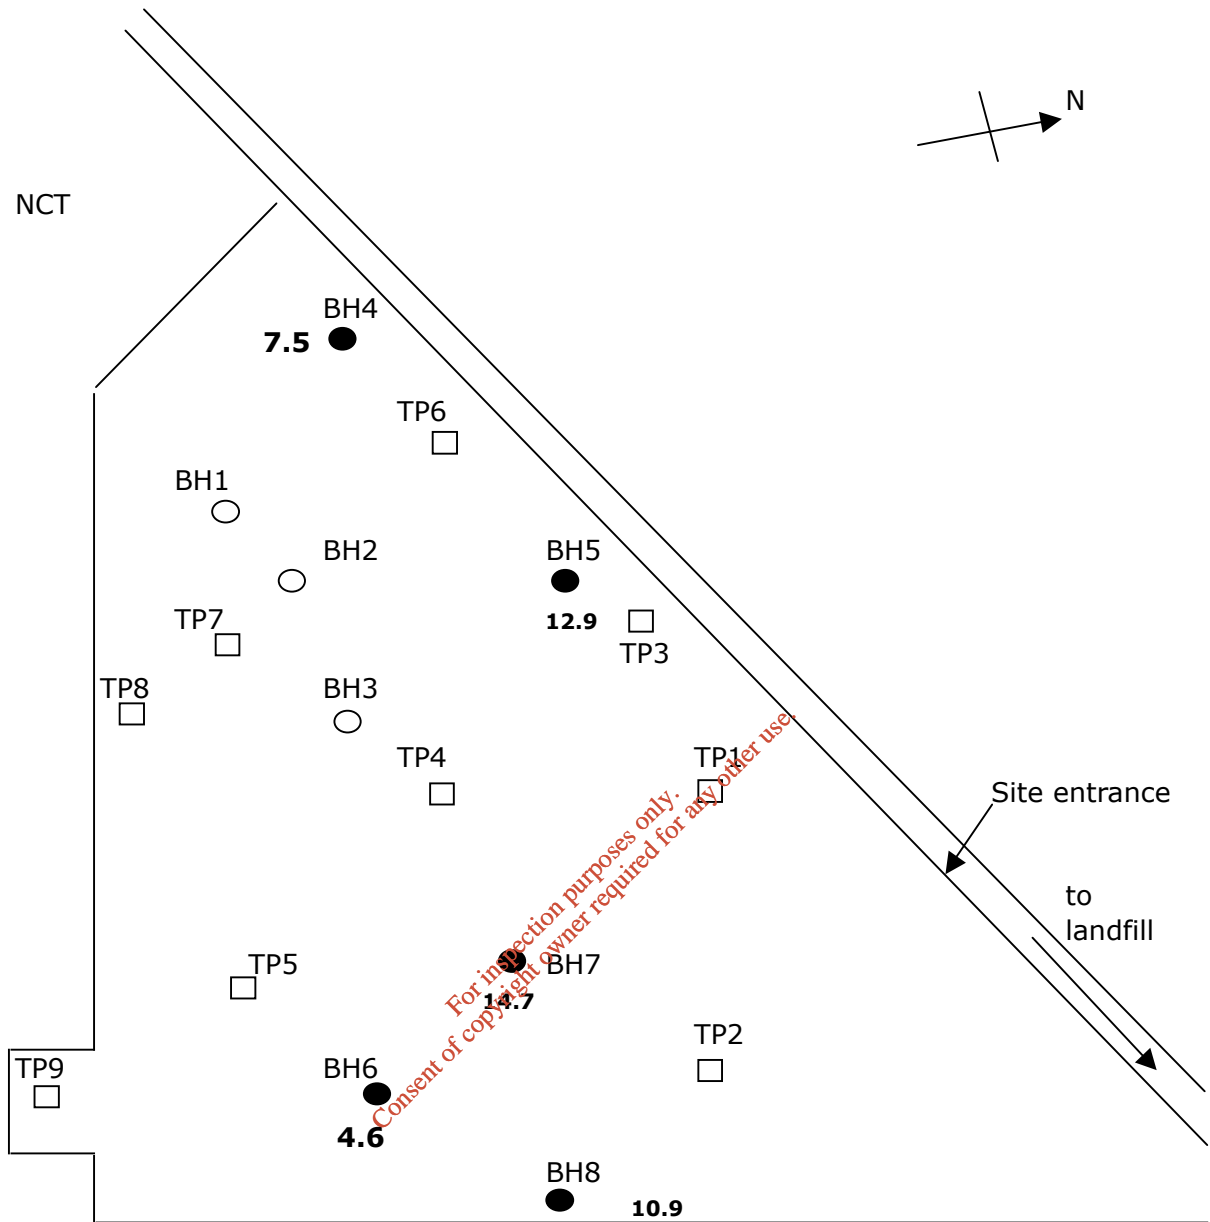 N
NCT
BH4
7.5
TP6
BH1
BH2
BH5
12.9
TP7
TP3
TP8
BH3
TP4
TP1
Site entrance
to
landfill
For inspection purposes only.
Consent of copyright owner required for any other use.
TP5
BH7
14.7
TP2
TP9
BH6
4.6
BH8
10.9